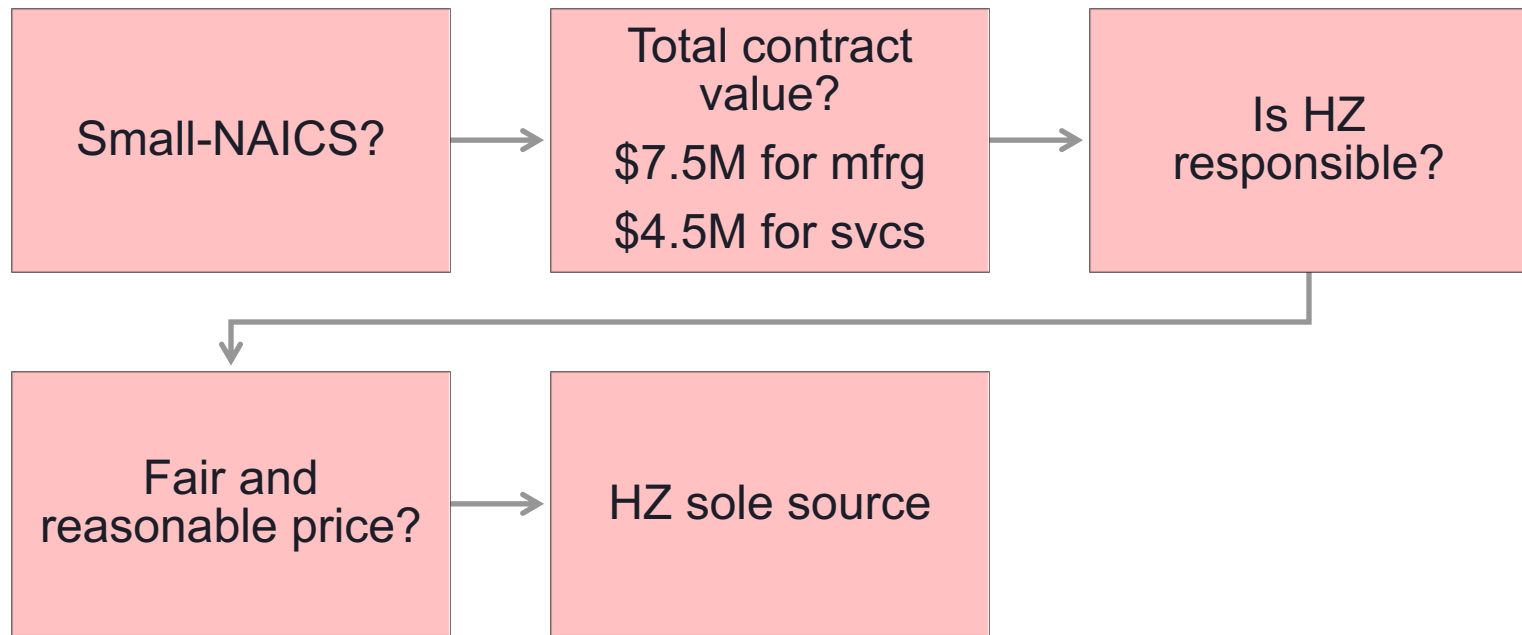 Small-NAICS?
Total contract
value?
$7.5M for mfrg
$4.5M for svcs
Is HZ
responsible?
Fair and
reasonable price?
HZ sole source